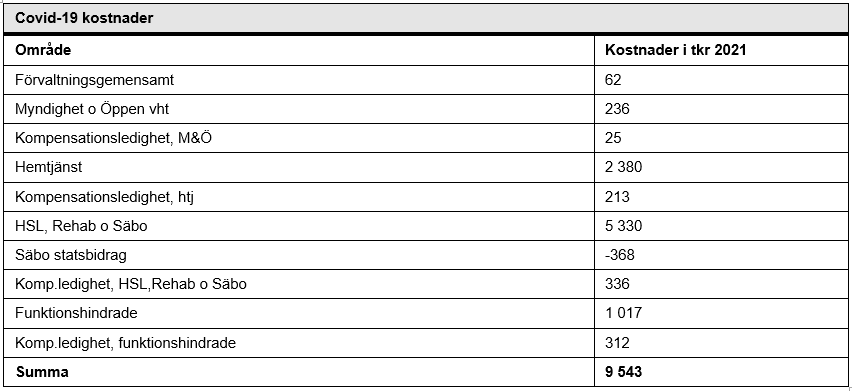 Covid-19 kostnader
Område Kostnader i tkr 2021
Förvaltningsgemensamt 62
Myndighet o Öppen vht 236
Kompensationsledighet, M&Ö 25
Hemtjänst 2 380
Kompensationsledighet, htj 213
HSL, Rehab o Säbo 5 330
Säbo statsbidrag -368
Komp.ledighet, HSL,Rehab o Säbo 336
Funktionshindrade 1 017
Komp.ledighet, funktionshindrade 312
Summa 9 543